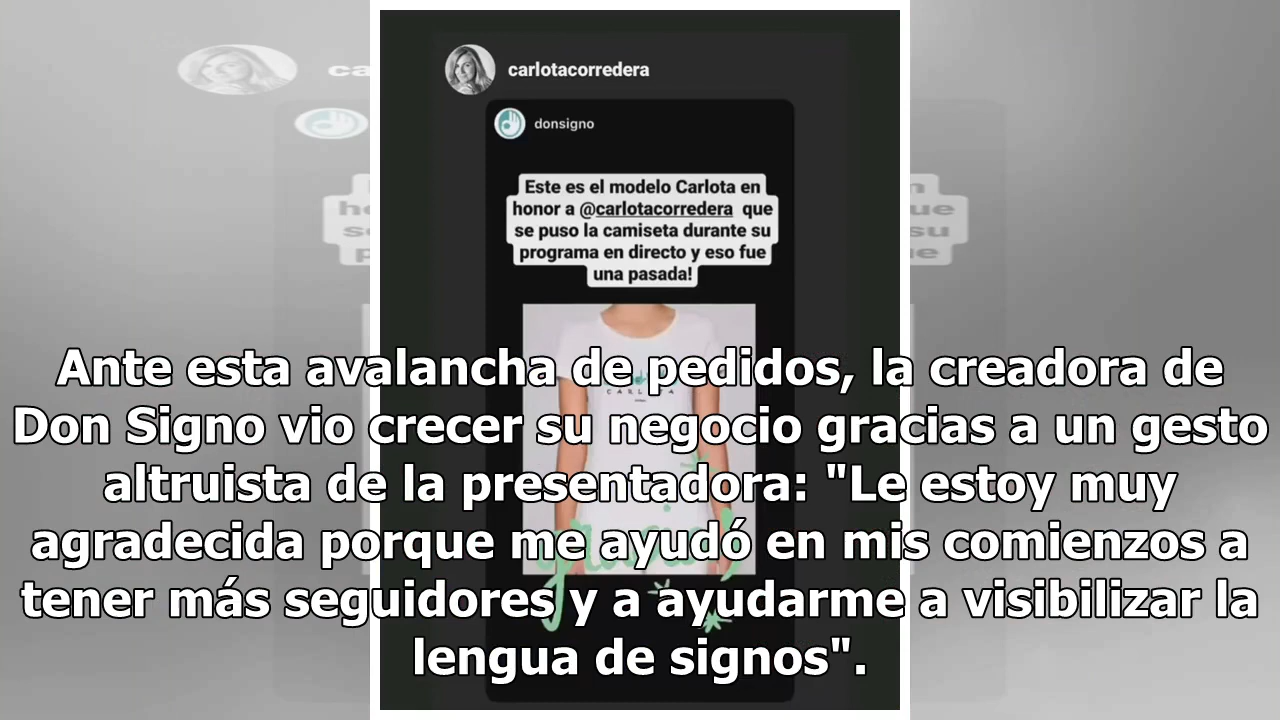 carlotacorredera
donsigno
Este es el modelo Carlota en
honor a @carlotacorredera que
se puso la camiseta durante su
programa en directo y eso fue
una pasada!
Ante esta avalancha de pedidos, la creadora de
Don Signo vio crecer su negocio gracias a un gesto
altruista de la presentadora: "Le estoy muy
agradecida porque me ayudó en mis comienzos a
tener más seguidores y a ayudarme a visibilizar la
lengua de signos".